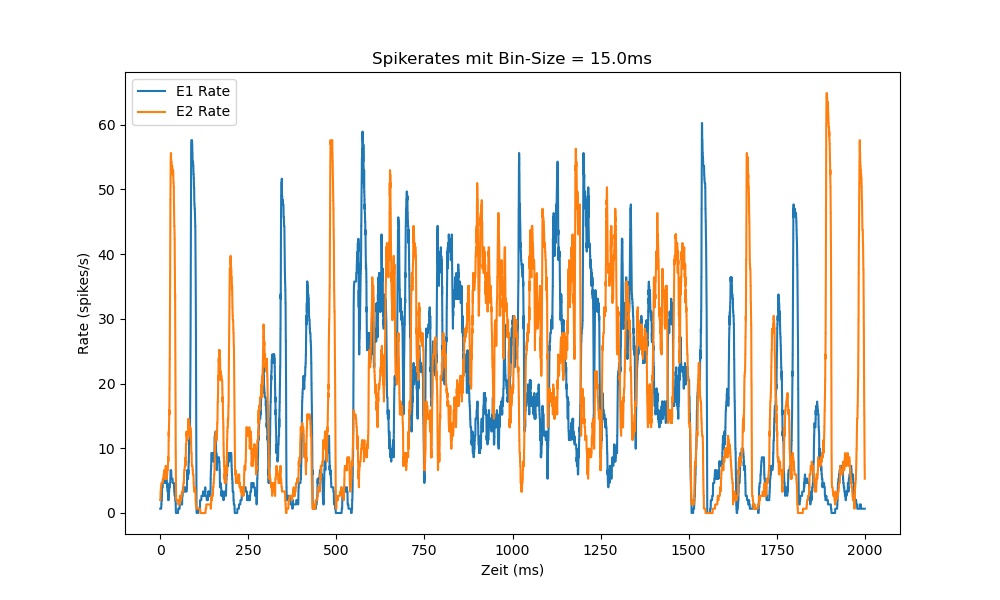 Spikerates mit Bin-Size = 15.0ms
E1 Rate
E2 Rate
60
50
40
30
20
10
0
Rate (spikes/s)
0 250 500 750 1000 1250 1500 1750 2000
Zeit (ms)